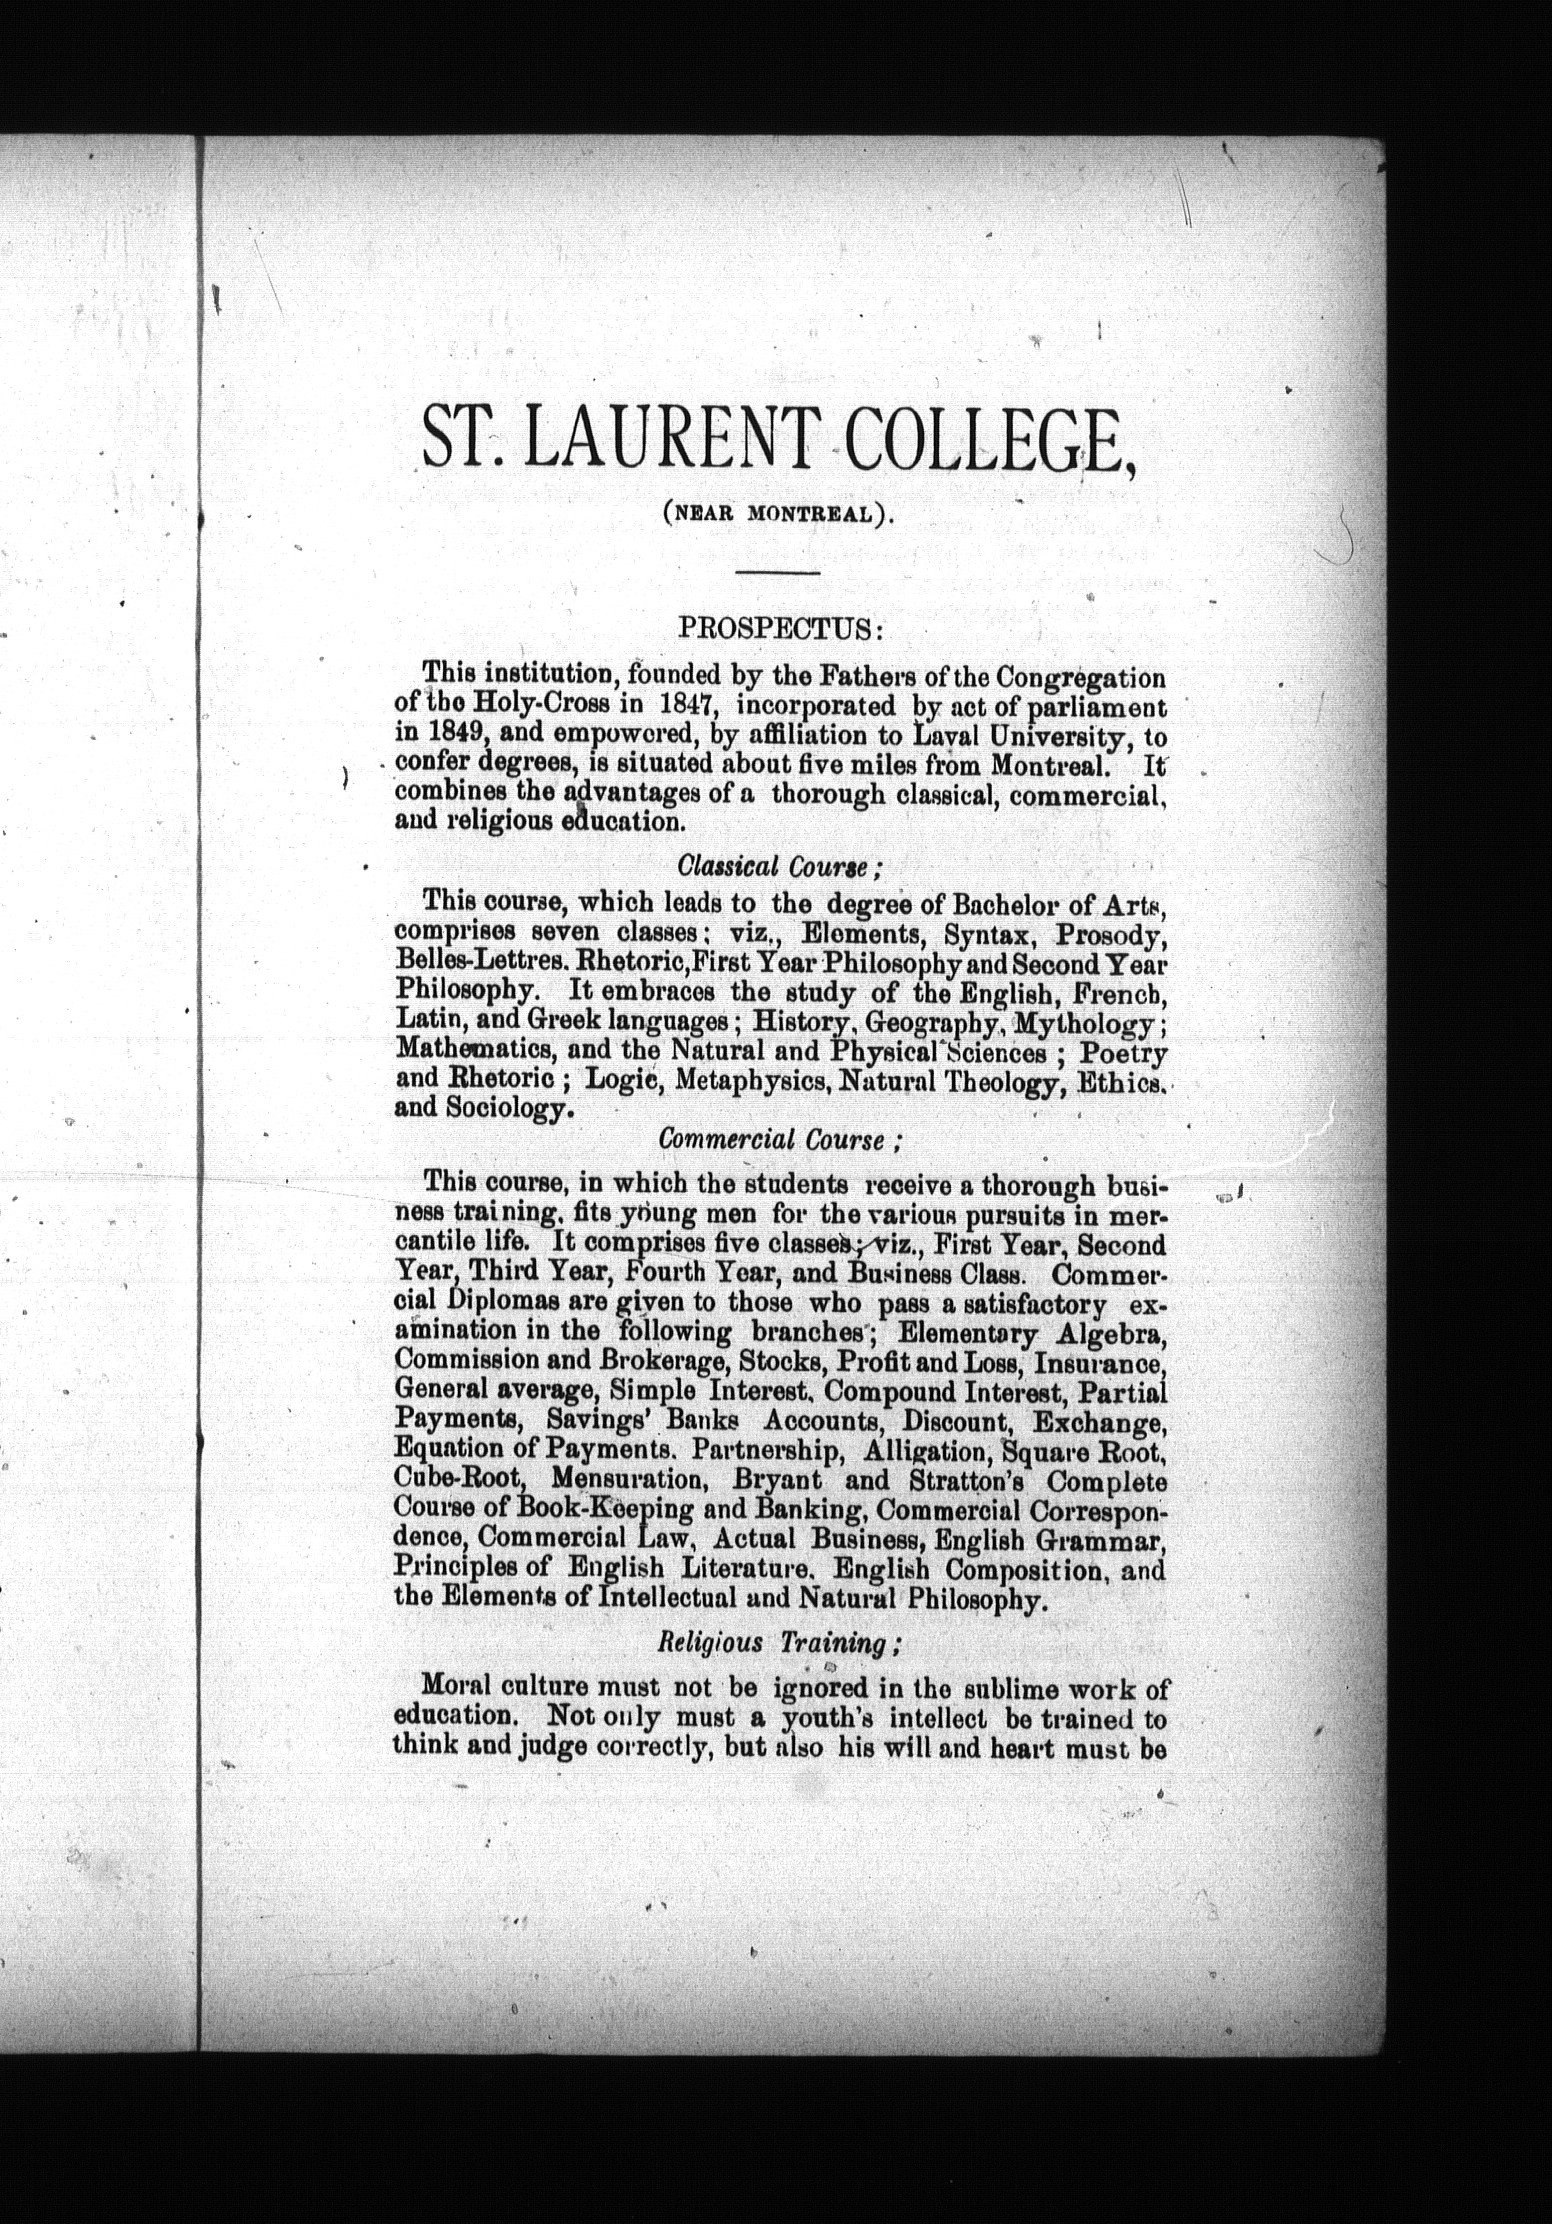 ST. LAURENT COLLEGE,
(NEAR MONTREAL).
PROSPECTUS:
This institution, founded by the Fathers of the Congregation
of the Holy-Cross in 1847, incorporated by act of parliament
in 1849, and empowered, by affiliation to Laval University, to
confer degrees, is situated about five miles from Montreal. It
combines the advantages of a thorough classical, commercial,
and religious education.
Classical Course;
This course, which leads to the degree of Bachelor of Arts,
comprises seven classes: viz., Elements, Syntax, Prosody,
Belles-Lettres. Rhetoric, First Year Philosophy and Second Year
Philosophy. It embraces the study of the English, French,
Latin, and Greek languages; History, Geography, Mythology;
Mathematics, and the Natural and Physical Sciences; Poetry
and Rhetoric; Logic, Metaphysics, Natural Theology, Ethics.
and Sociology.
Commercial Course;
This course, in which the students receive a thorough busi-
ness training, fits young men for the various pursuits in mer-
cantile life. It comprises five classes; viz., First Year, Second
Year, Third Year, Fourth Year, and Business Class. Commer-
cial Diplomas are given to those who pass a satisfactory ex-
amination in the following branches; Elementary Algebra,
Commission and Brokerage, Stocks, Profit and Loss, Insurance,
General average, Simple Interest, Compound Interest, Partial
Payments, Savings' Banks Accounts, Discount, Exchange,
Equation of Payments. Partnership, Alligation, Square Root,
Cube-Root, Mensuration, Bryant and Stratton's Complete
Course of Book-Keeping and Banking, Commercial Correspon-
dence, Commercial Law, Actual Business, English Grammar,
Principles of English Literature. English Composition, and
the Elements of Intellectual and Natural Philosophy.
Religious Training;
Moral culture must not be ignored in the sublime work of
education. Not only must a youth's intellect be trained to
think and judge correctly, but also his will and heart must be